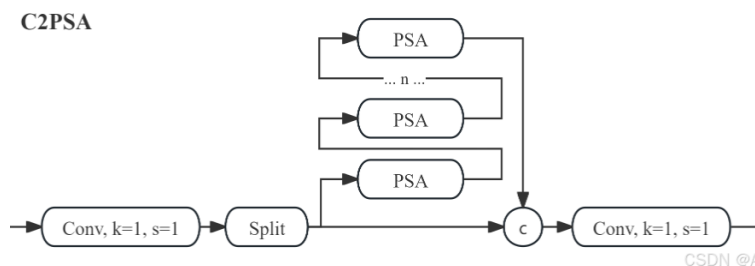 C2PSA
PSA
... n ...
PSA
PSA
Conv, k=1, s=1
Split
c
Conv, k=1, s=1
CSDN @